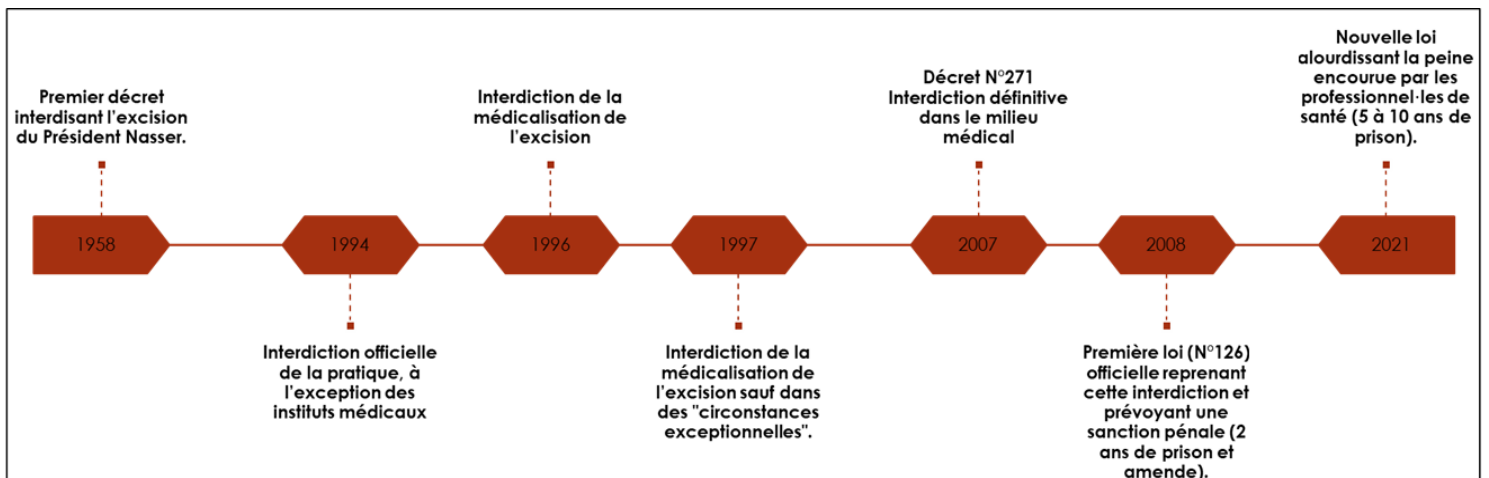 Premier décret
interdisant l'excision
du Président Nasser.
1958
1994
Interdiction officielle
de la pratique, à
l'exception des
instituts médicaux
Interdiction de la
médicalisation de
l'excision
1996
1997
Interdiction de la
médicalisation de
l'excision sauf dans
des "circonstances
exceptionnelles".
Décret N°271
Interdiction définitive
dans le milieu
médical
2007
2008
Première loi (N°126)
officielle reprenant
cette interdiction et
prévoyant une
sanction pénale (2
ans de prison et
amende).
Nouvelle loi
alourdissant la peine
encourue par les
professionnel·les de
santé (5 à 10 ans de
prison).
2021